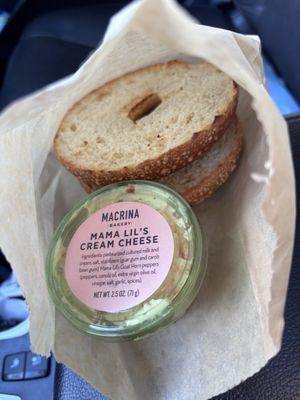 MACRINA
BAKERY
MAMA LIL'S
CREAM CHEESE
Ingredients: pasteurized cultured milk and
cream, salt, stabilizers (guar gum and carob
bean gum) Mama Lil's Goat Horn peppers
(peppers, canola oil, extra virgin olive oil,
vinegar, salt, garlic, spices).
NET WT. 2.5 OZ. (71 g)